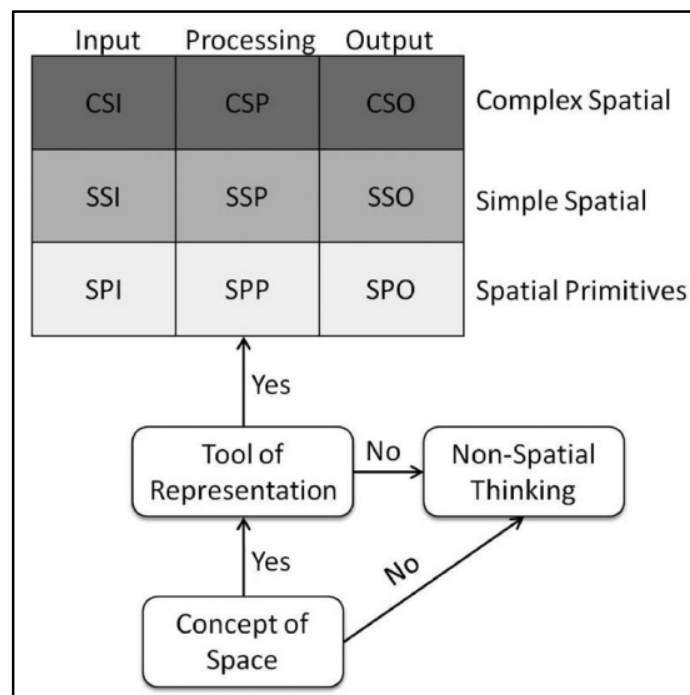 Input Processing Output
CSI CSP CSO Complex Spatial
SSI SSP SSO Simple Spatial
SPI SPP SPO Spatial Primitives
Yes
Tool of
Representation
No
Non-Spatial
Thinking
Yes
No
Concept of
Space